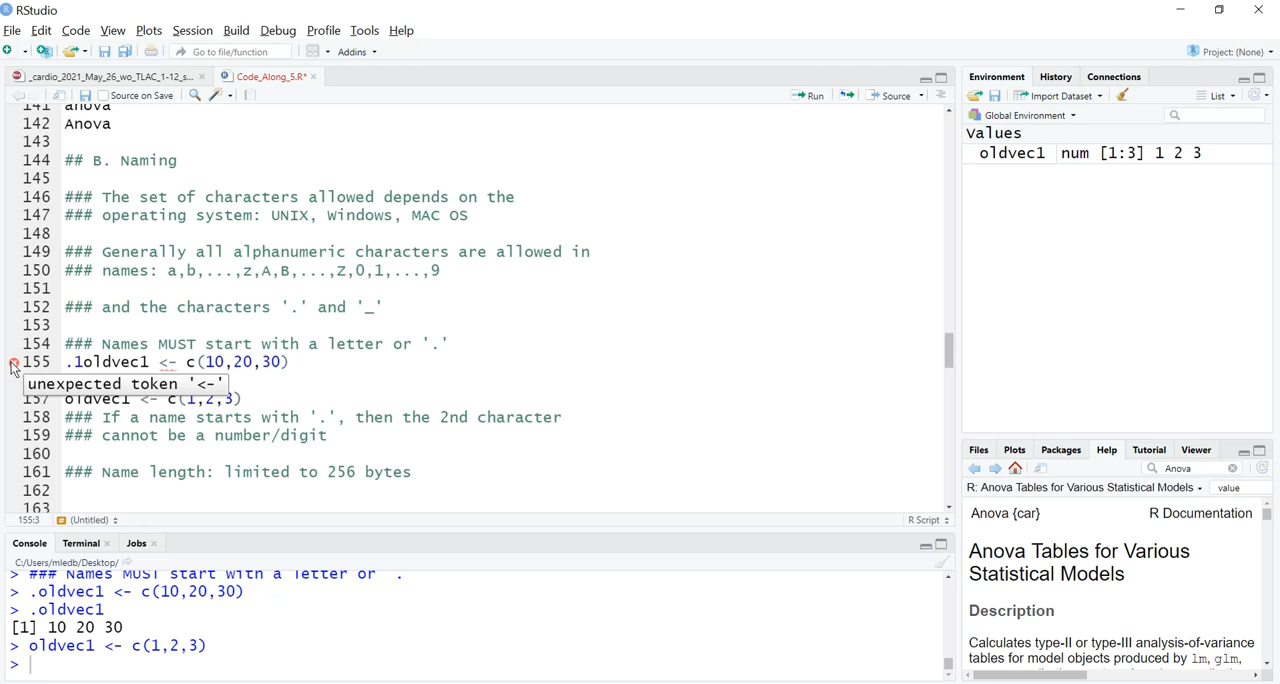 RStudio
File Edit Code View Plots Session Build Debug Profile Tools Help
Go to file/function Addins Project: (None)
_cardio_2021_May_26_wo_TLAC_1-12_s... Code_Along_5.R*
Source on Save Run Source
141 anova
142 Anova
143
144 ## B. Naming
145
146 ### The set of characters allowed depends on the
147 ### operating system: UNIX, Windows, MAC OS
148
149 ### Generally all alphanumeric characters are allowed in
150 ### names: a,b,...,z,A,B,...,Z,0,1,...,9
151
152 ### and the characters '.' and '_'
153
154 ### Names MUST start with a letter or '.'
155 .1oldvec1 <- c(10,20,30)
unexpected token '<-'
157 oldvec1 <- c(1,2,3)
158 ### If a name starts with '.', then the 2nd character
159 ### cannot be a number/digit
160
161 ### Name length: limited to 256 bytes
162
163
155:3 (Untitled) R Script
Console Terminal Jobs
C:/Users/mledb/Desktop/
> ### Names MUST start with a letter or '.'
> .oldvec1 <- c(10,20,30)
> .oldvec1
[1] 10 20 30
> oldvec1 <- c(1,2,3)
>
Environment History Connections
Import Dataset List
Global Environment
Values
oldvec1 num [1:3] 1 2 3
Files Plots Packages Help Tutorial Viewer
Anova
R: Anova Tables for Various Statistical Models value
Anova {car} R Documentation
Anova Tables for Various
Statistical Models
Description
Calculates type-II or type-III analysis-of-variance
tables for model objects produced by lm, glm,